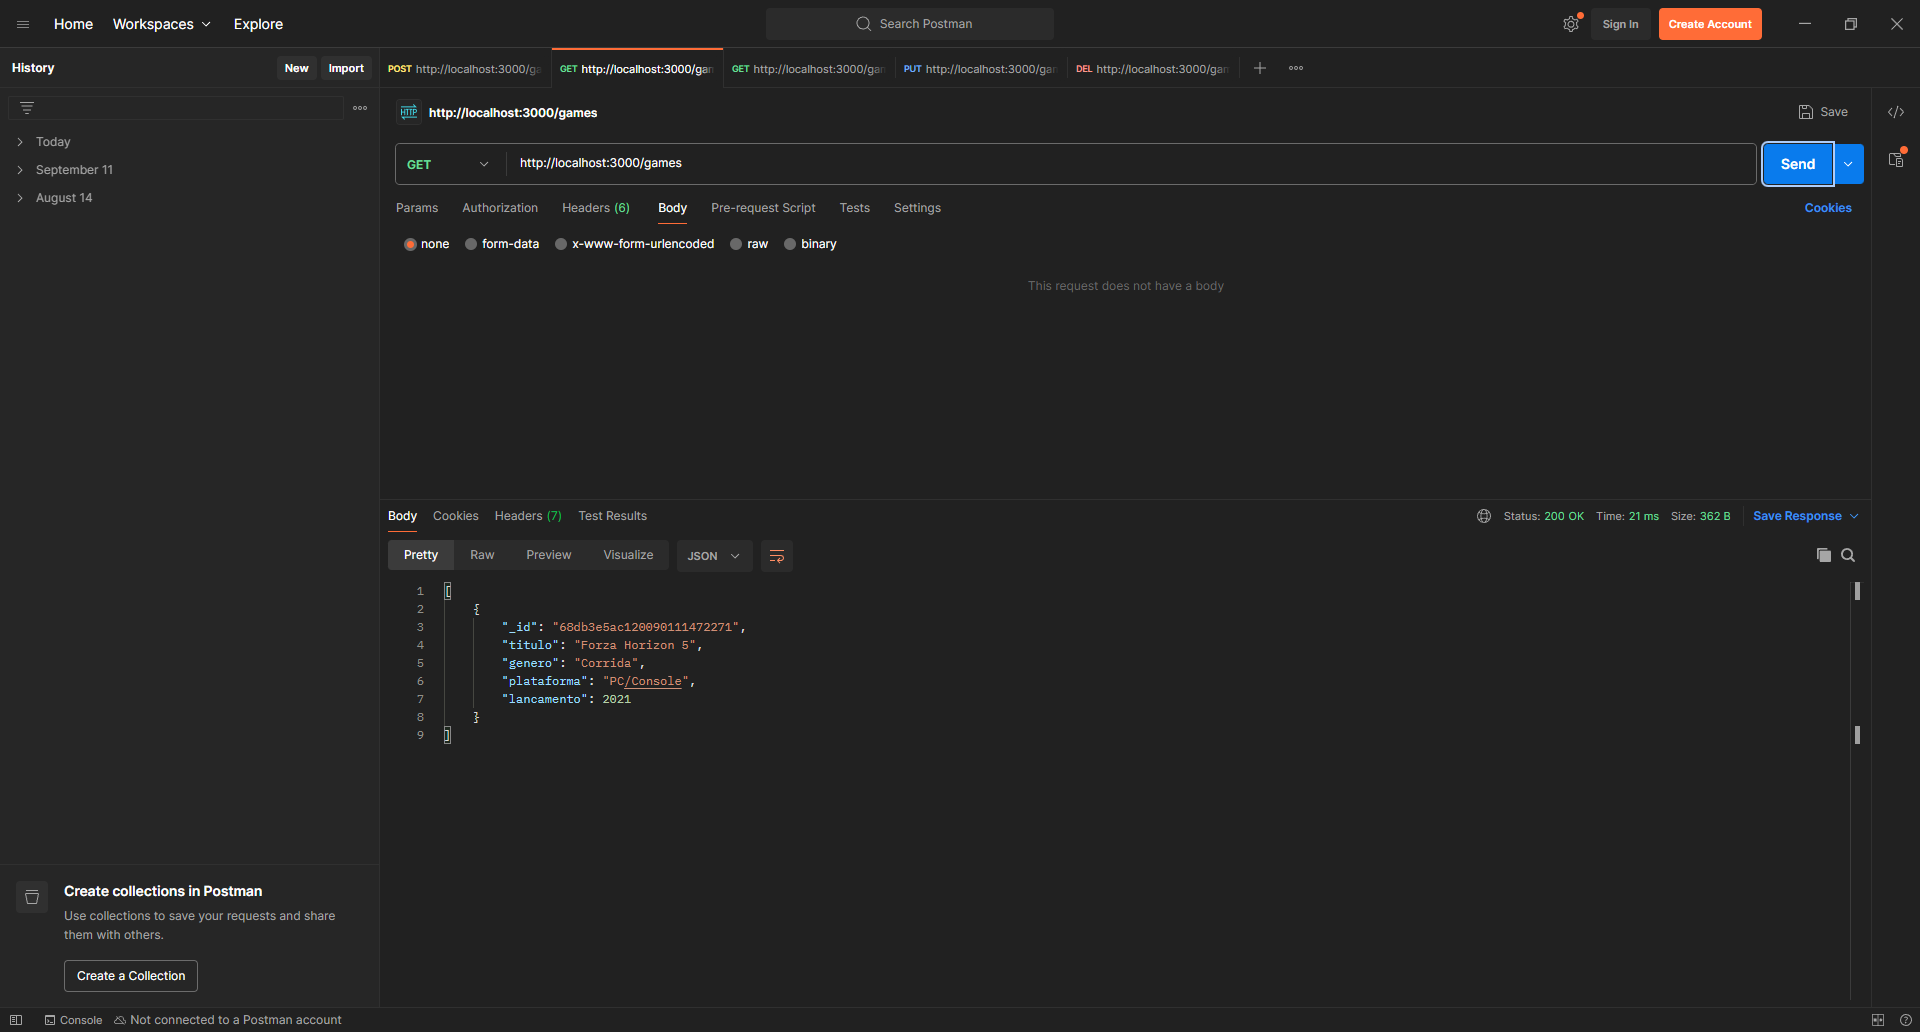 Home Workspaces Explore Search Postman Sign In Create Account
History New Import
POST http://localhost:3000/ga GET http://localhost:3000/gan GET http://localhost:3000/gan PUT http://localhost:3000/gan DEL http://localhost:3000/gan
HTTP http://localhost:3000/games Save
Today
September 11
August 14
GET http://localhost:3000/games Send
Params Authorization Headers (6) Body Pre-request Script Tests Settings Cookies
none form-data x-www-form-urlencoded raw binary
This request does not have a body
Body Cookies Headers (7) Test Results Status: 200 OK Time: 21 ms Size: 362 B Save Response
Pretty Raw Preview Visualize JSON
1 [
2 {
3 "_id": "68db3e5ac120090111472271",
4 "titulo": "Forza Horizon 5",
5 "genero": "Corrida",
6 "plataforma": "PC/Console",
7 "lancamento": 2021
8 }
9 ]
Create collections in Postman
Use collections to save your requests and share
them with others.
Create a Collection
Console Not connected to a Postman account